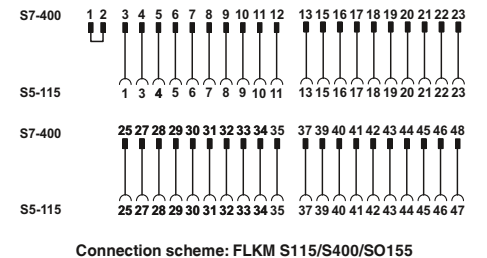 S7-400 1 2 3 4 5 6 7 8 9 10 11 12 13 15 16 17 18 19 20 21 22 23
S5-115 1 3 4 5 6 7 8 9 10 11 13 15 16 17 18 19 20 21 22 23
S7-400 25 27 28 29 30 31 32 33 34 35 37 39 40 41 42 43 44 45 46 48
S5-115 25 27 28 29 30 31 32 33 34 35 37 39 40 41 42 43 44 45 46 47
Connection scheme: FLKM S115/S400/SO155